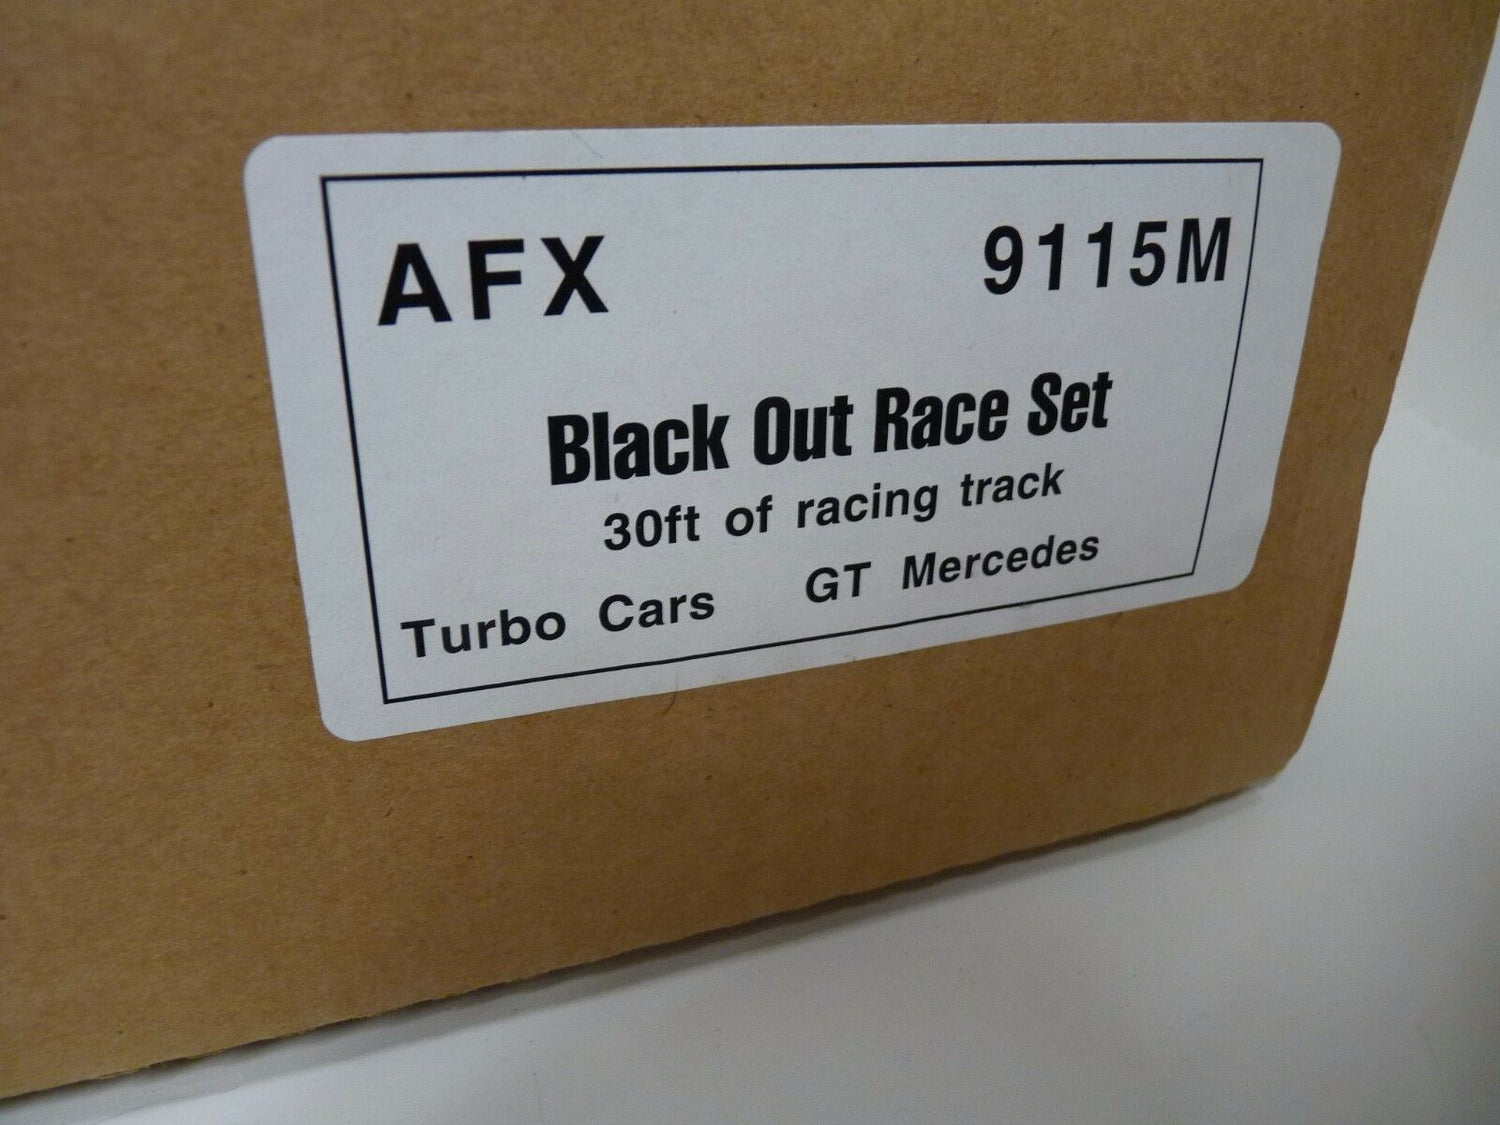 AFX 9115M
Black Out Race Set
30ft of racing track
Turbo Cars GT Mercedes